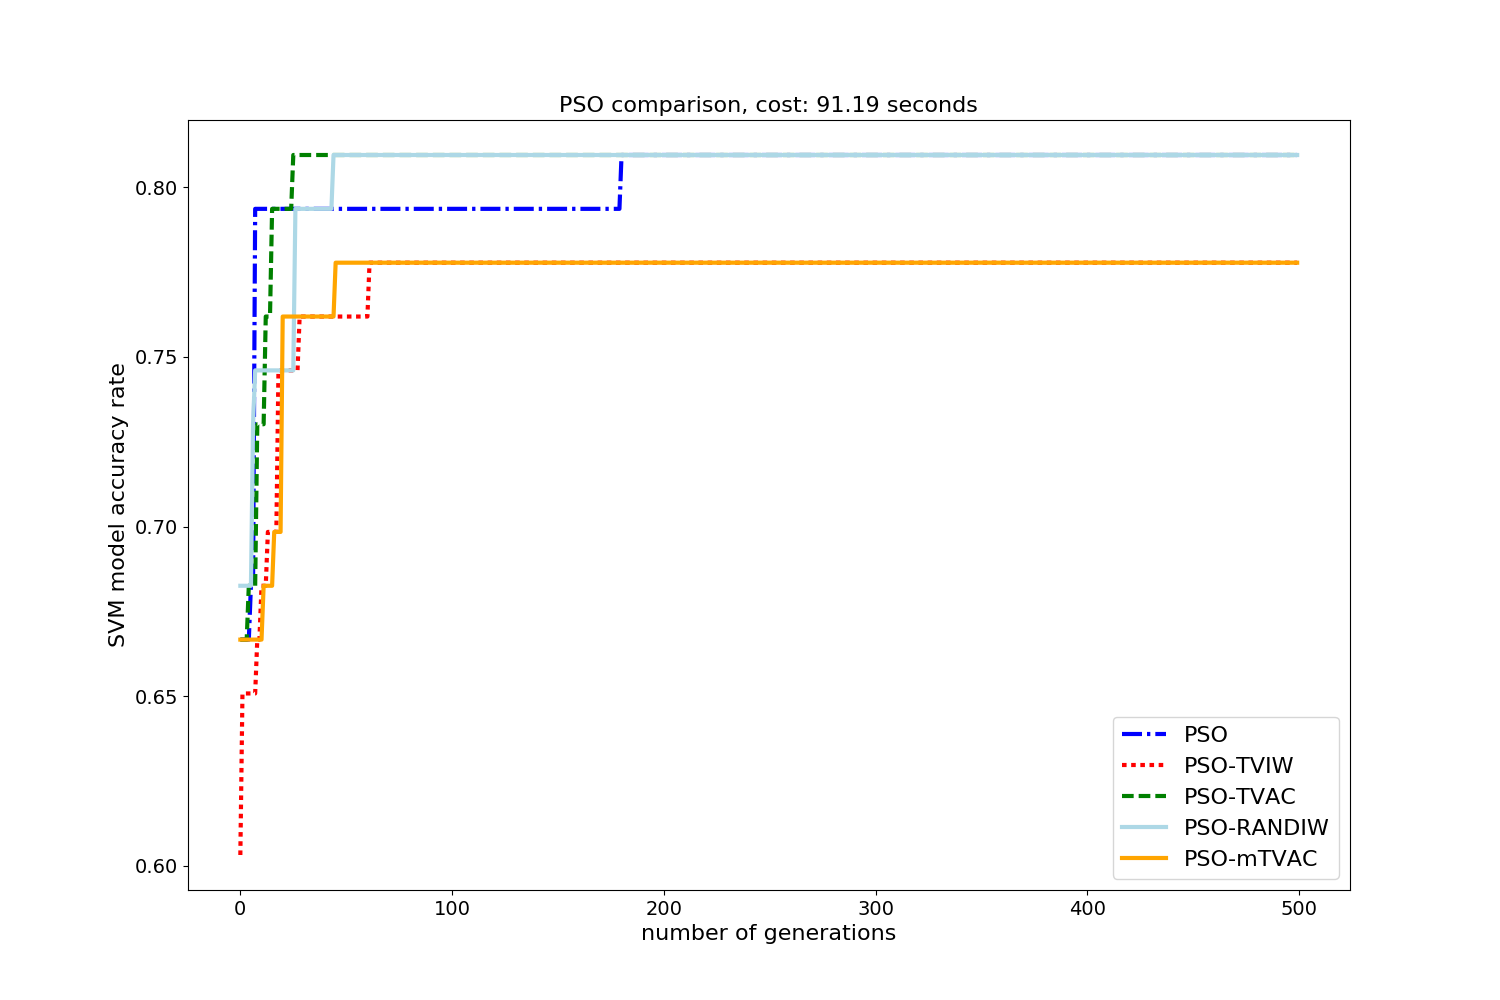 PSO comparison, cost: 91.19 seconds
SVM model accuracy rate
0.80
0.75
0.70
0.65
0.60
0
100
200
300
400
500
number of generations
PSO
PSO-TVIW
PSO-TVAC
PSO-RANDIW
PSO-mTVAC